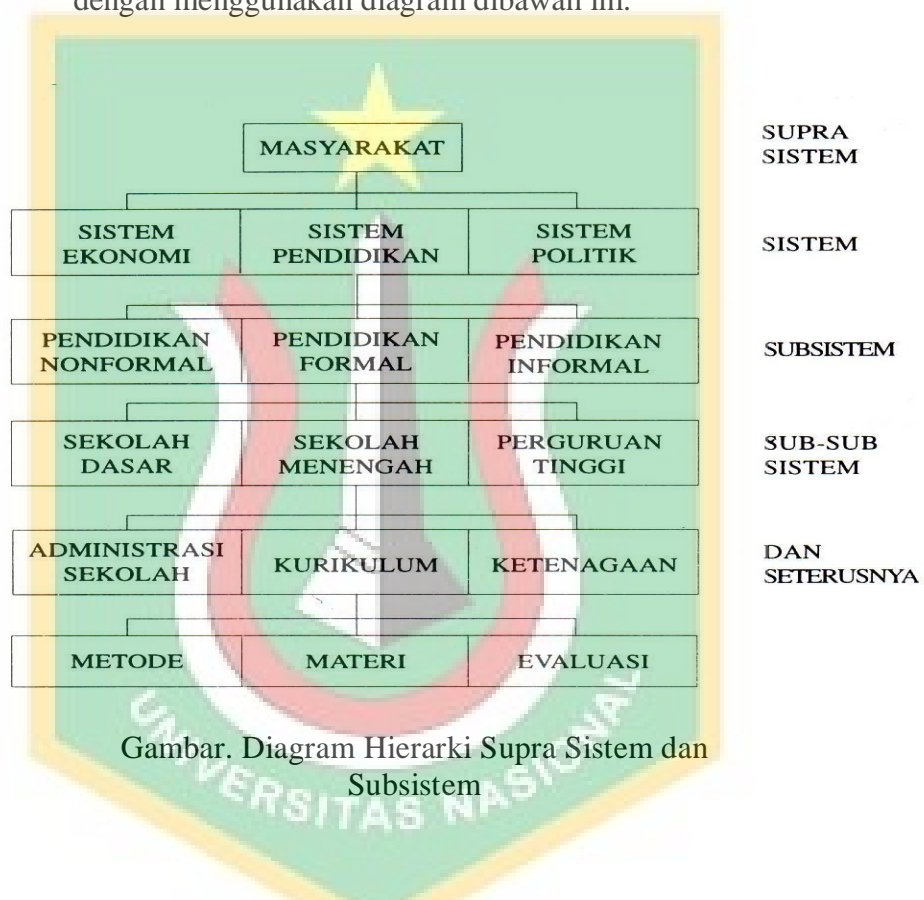 dengan menggunakan diagram dibawah ini.
MASYARAKAT
SUPRA
SISTEM
SISTEM
EKONOMI
SISTEM
PENDIDIKAN
SISTEM
POLITIK
SISTEM
PENDIDIKAN
NONFORMAL
PENDIDIKAN
FORMAL
PENDIDIKAN
INFORMAL
SUBSISTEM
SEKOLAH
DASAR
SEKOLAH
MENENGAH
PERGURUAN
TINGGI
SUB-SUB
SISTEM
ADMINISTRASI
SEKOLAH
KURIKULUM
KETENAGAAN
DAN
SETERUSNYA
METODE
MATERI
EVALUASI
Gambar. Diagram Hierarki Supra Sistem dan
Subsistem
UNIVERSITAS NASIONAL